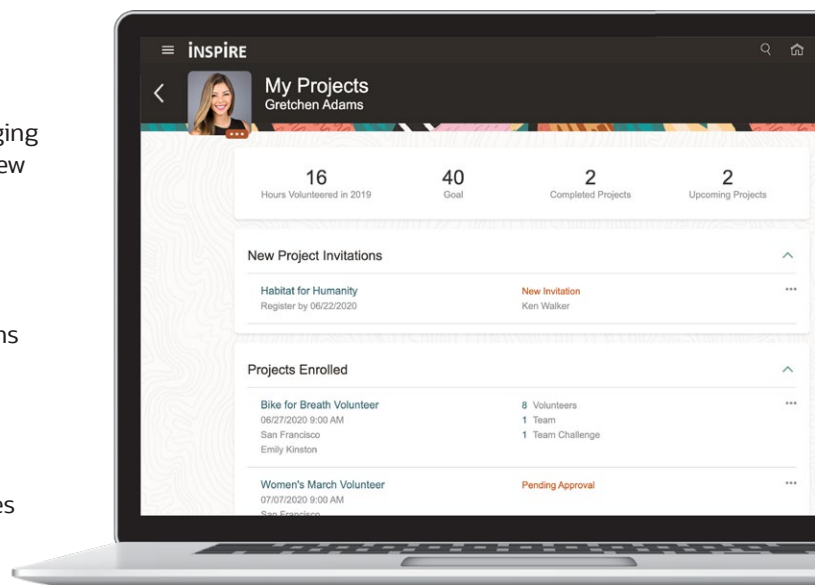 ging
ew
ns
es
iNSPiRE
My Projects
Gretchen Adams
16
Hours Volunteered in 2019
40
Goal
2
Completed Projects
2
Upcoming Projects
New Project Invitations
Habitat for Humanity
Register by 06/22/2020
New Invitation
Ken Walker
Projects Enrolled
Bike for Breath Volunteer
06/27/2020 9:00 AM
San Francisco
Emily Kinston
8 Volunteers
1 Team
1 Team Challenge
Women's March Volunteer
07/07/2020 9:00 AM
San Francisco
Pending Approval